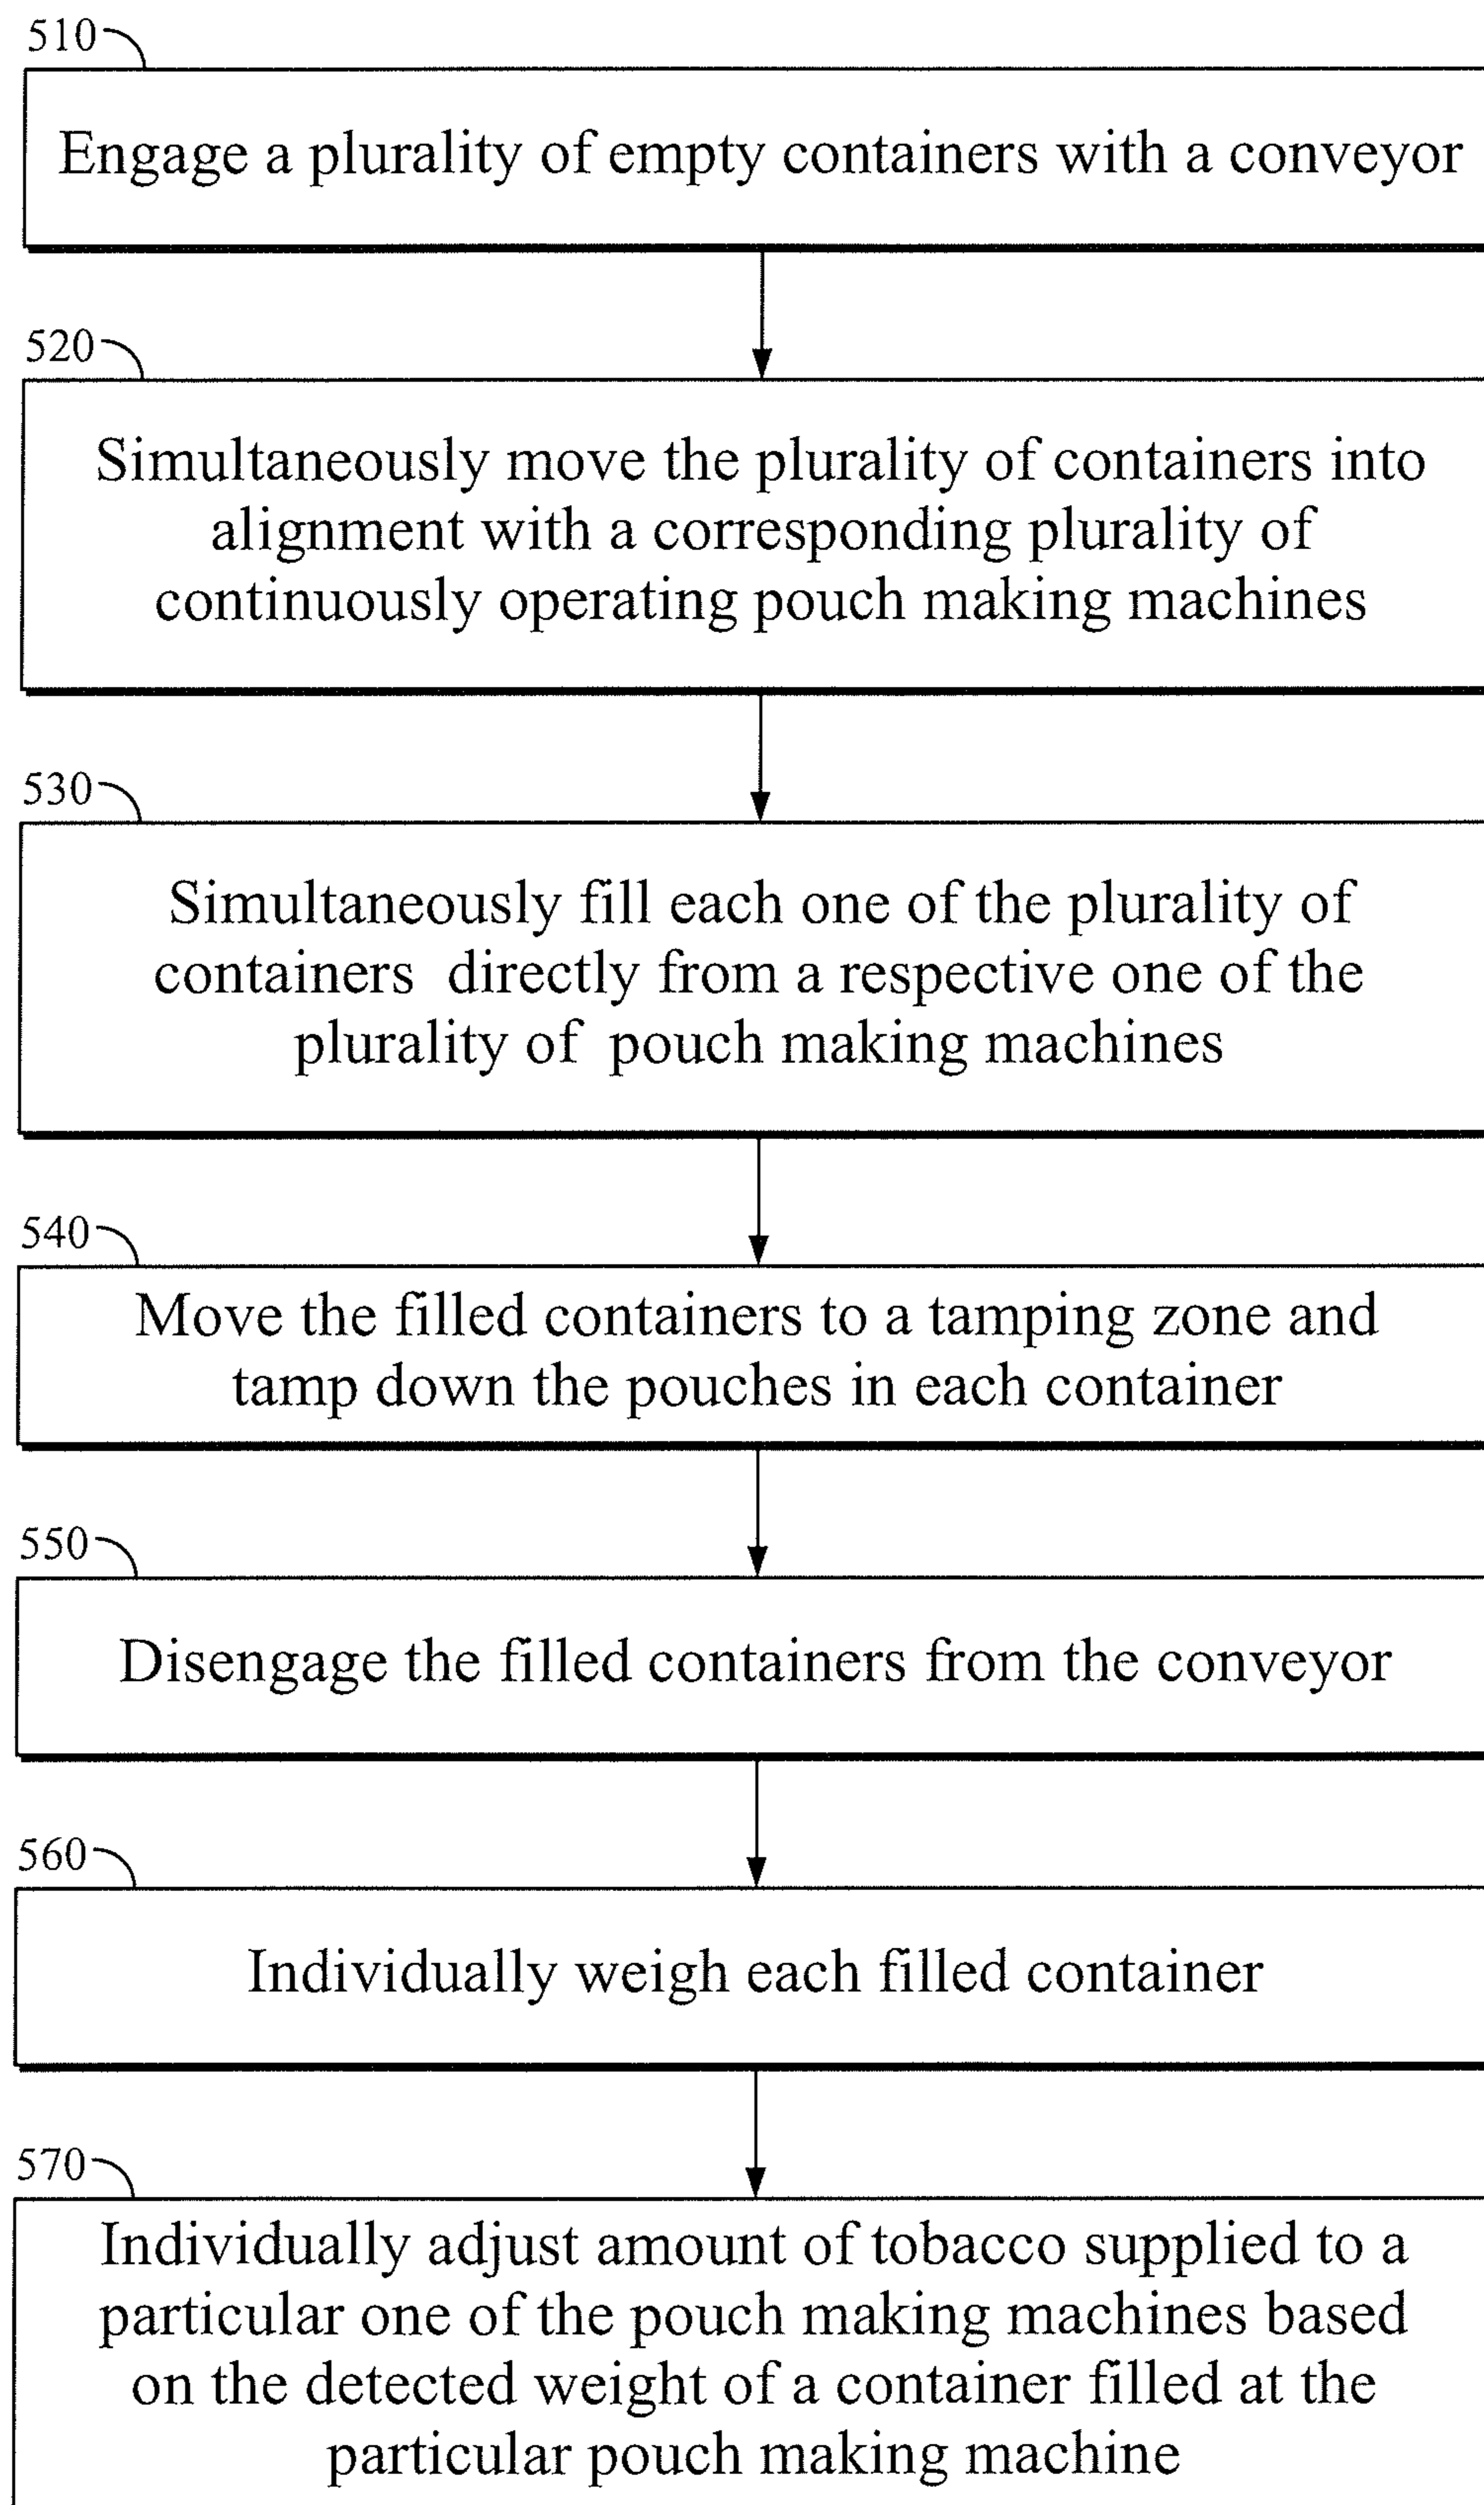 510
Engage a plurality of empty containers with a conveyor
520
Simultaneously move the plurality of containers into
alignment with a corresponding plurality of
continuously operating pouch making machines
530
Simultaneously fill each one of the plurality of
containers directly from a respective one of the
plurality of pouch making machines
540
Move the filled containers to a tamping zone and
tamp down the pouches in each container
550
Disengage the filled containers from the conveyor
560
Individually weigh each filled container
570
Individually adjust amount of tobacco supplied to a
particular one of the pouch making machines based
on the detected weight of a container filled at the
particular pouch making machine